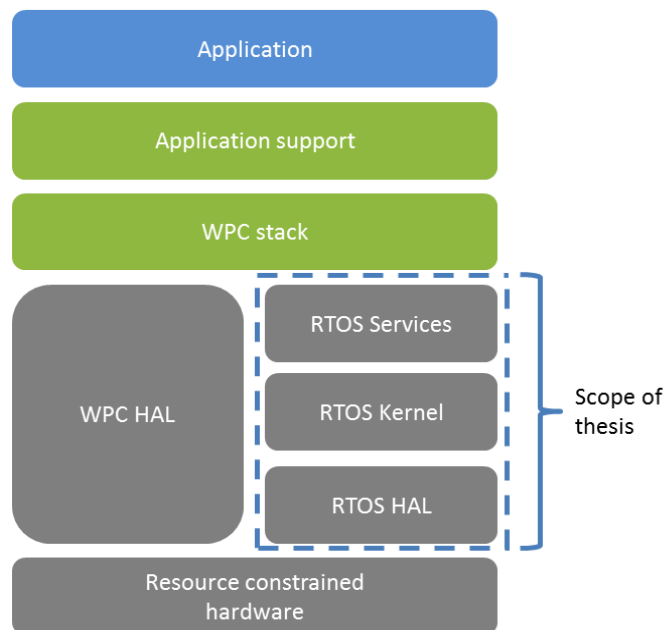 Application
Application support
WPC stack
RTOS Services
WPC HAL
RTOS Kernel
Scope of
thesis
RTOS HAL
Resource constrained
hardware